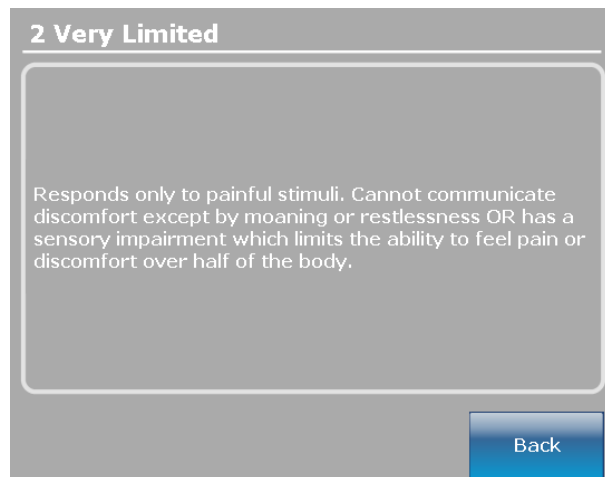 2 Very Limited
Responds only to painful stimuli. Cannot communicate
discomfort except by moaning or restlessness OR has a
sensory impairment which limits the ability to feel pain or
discomfort over half of the body.
Back